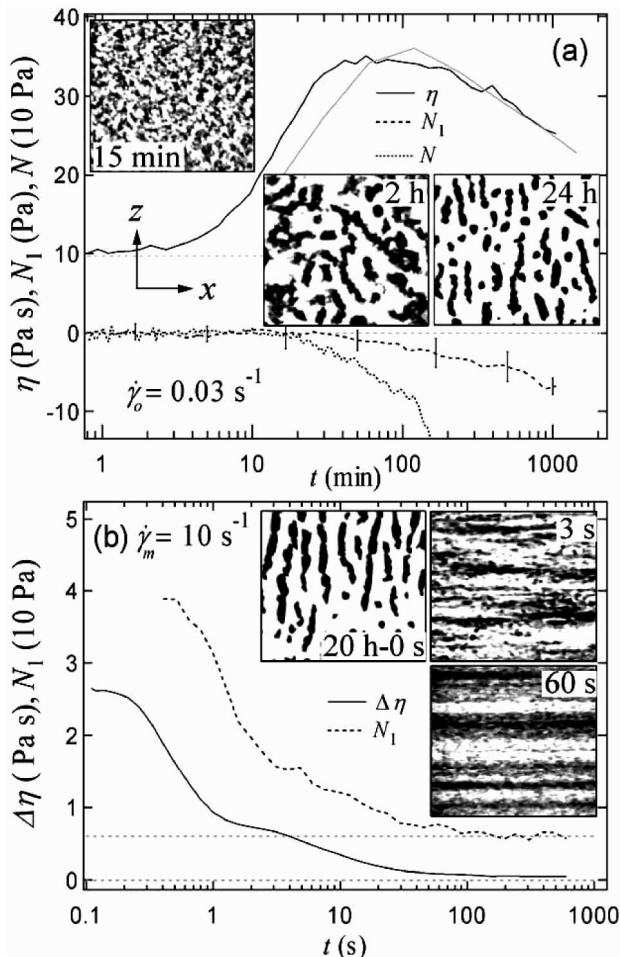 40
30
20
10
0
-10
η (Pa s), N₁ (Pa), N (10 Pa)
(a)
15 min
η
N₁
N
2 h
24 h
z
x
γ̇ₒ = 0.03 s⁻¹
1
10
100
1000
t (min)
5
4
3
2
1
0
Δη ( Pa s), N₁ (10 Pa)
(b) γ̇ₘ = 10 s⁻¹
20 h-0 s
3 s
60 s
Δη
N₁
0.1
1
10
100
1000
t (s)